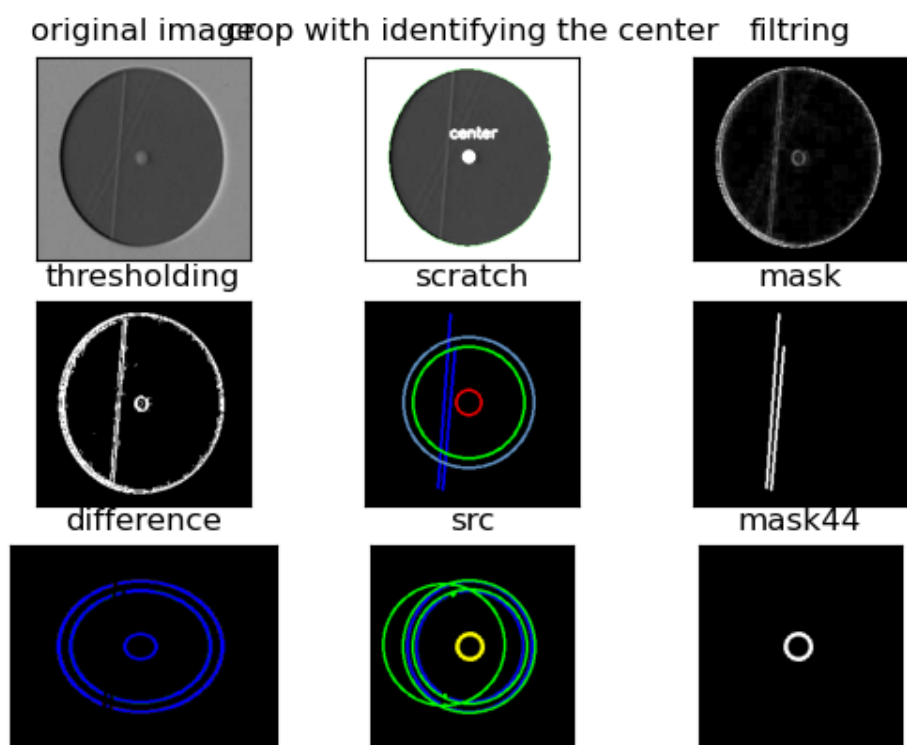 original image crop with identifying the center filtring
center
thresholding scratch mask
difference src mask44